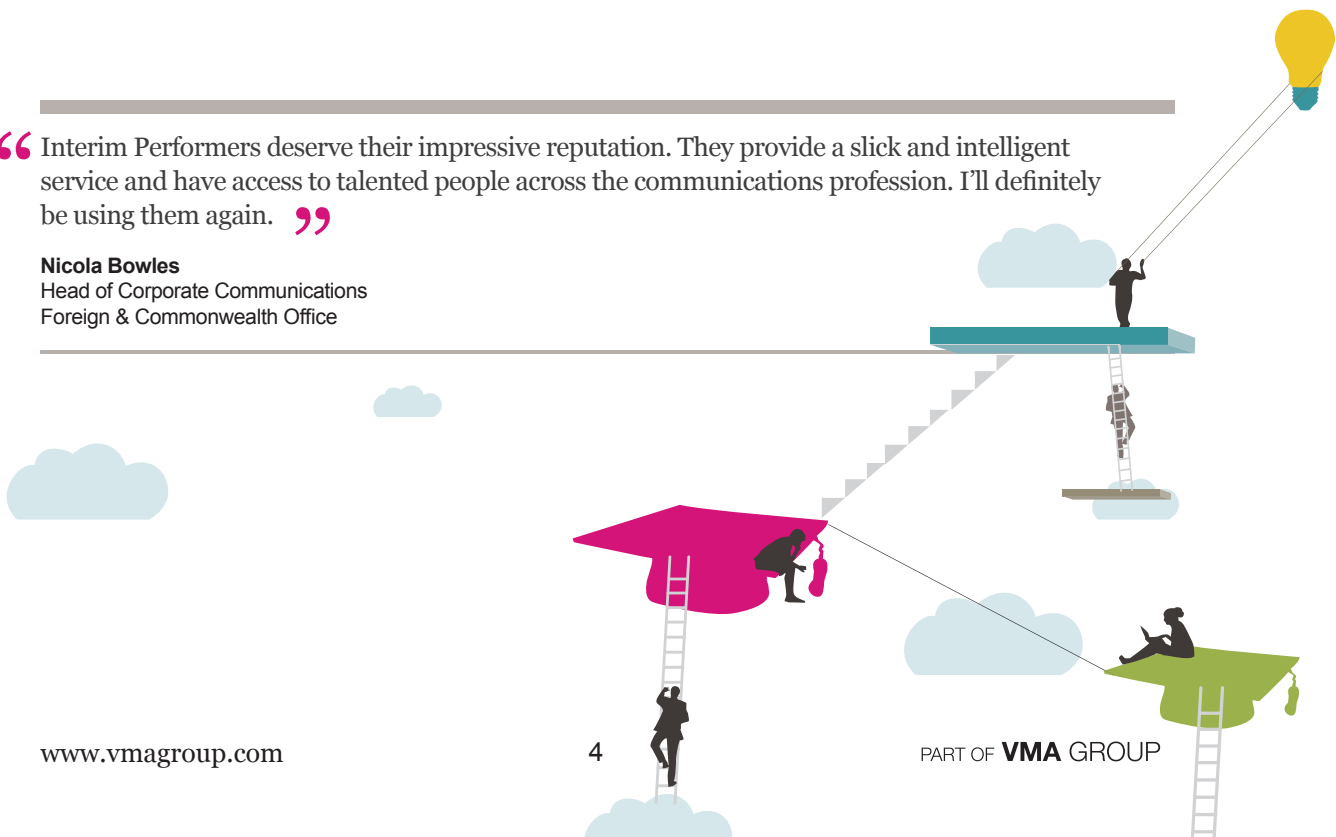 “ Interim Performers deserve their impressive reputation. They provide a slick and intelligent
service and have access to talented people across the communications profession. I’ll definitely
be using them again. ”
Nicola Bowles
Head of Corporate Communications
Foreign & Commonwealth Office
www.vmagroup.com
4
PART OF VMA GROUP